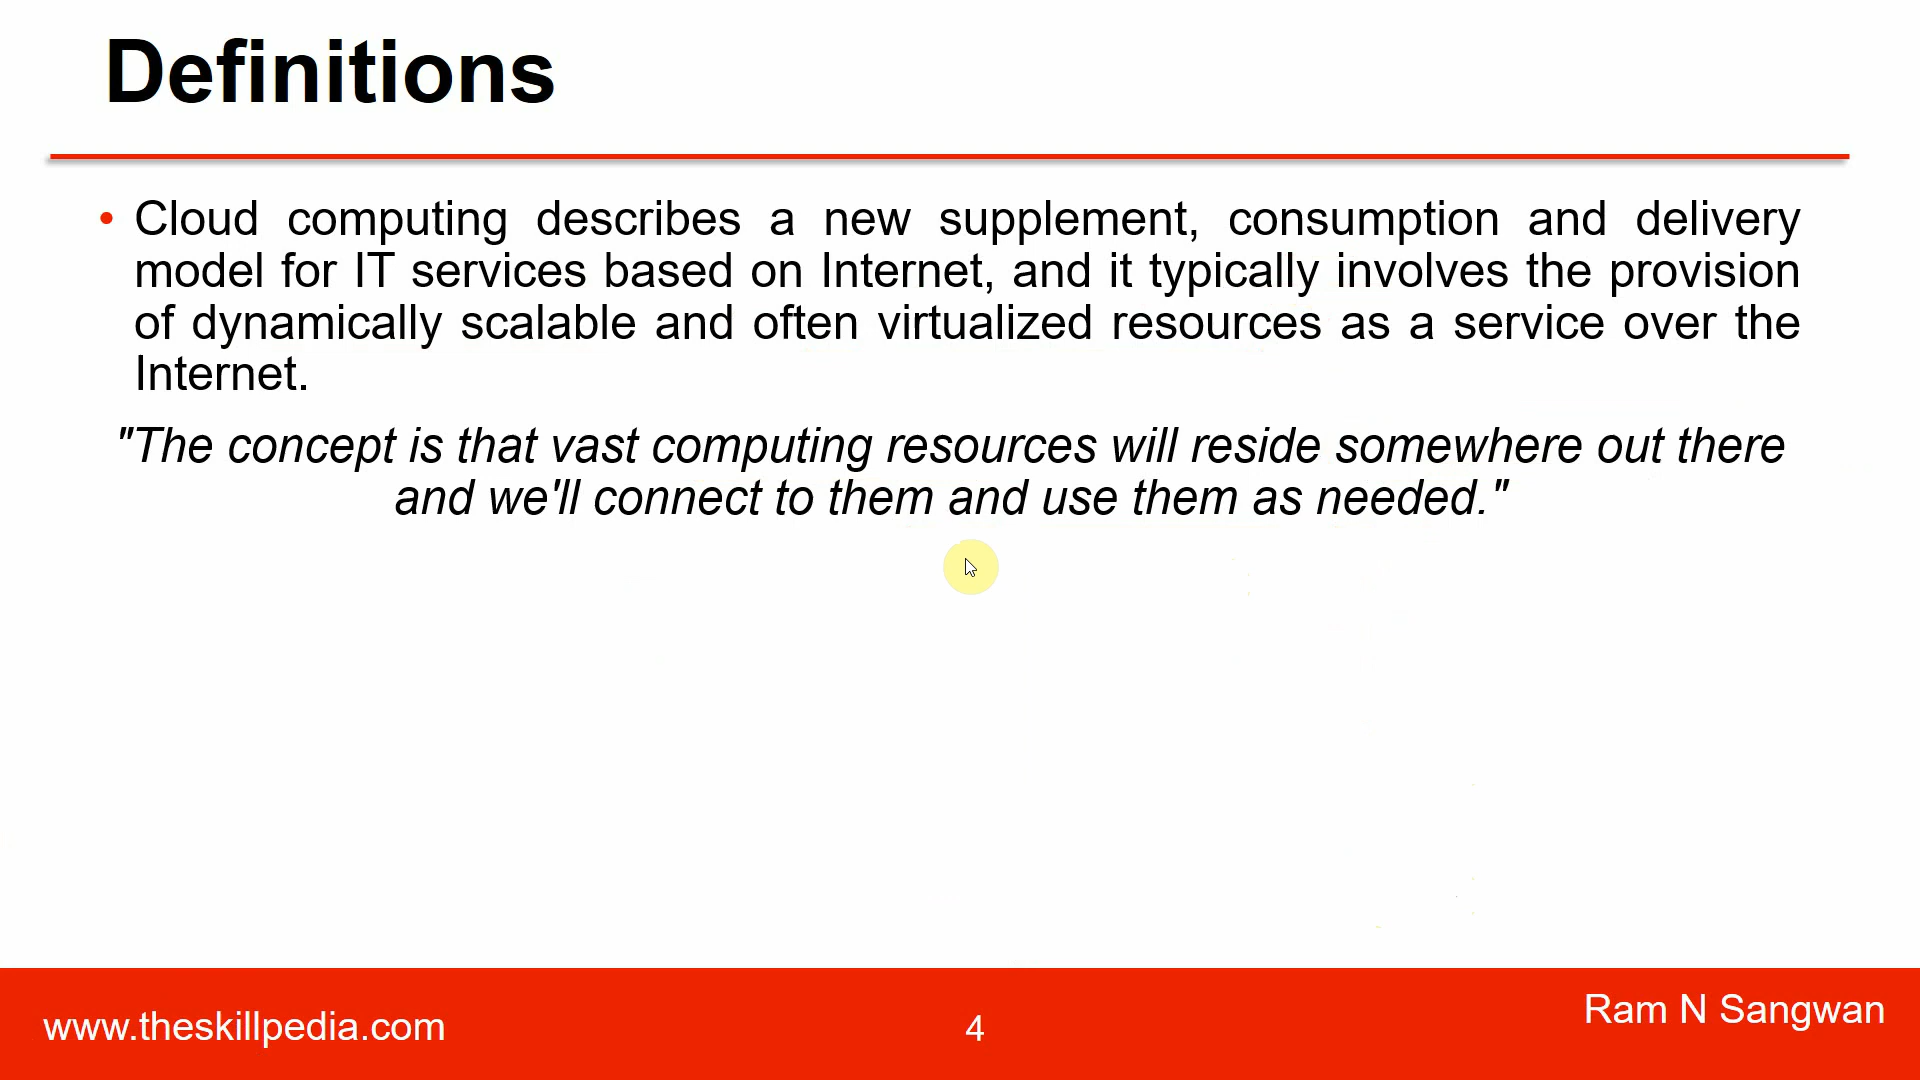 Definitions
• Cloud computing describes a new supplement, consumption and delivery
model for IT services based on Internet, and it typically involves the provision
of dynamically scalable and often virtualized resources as a service over the
Internet.
"The concept is that vast computing resources will reside somewhere out there
and we'll connect to them and use them as needed."
www.theskillpedia.com
4
Ram N Sangwan